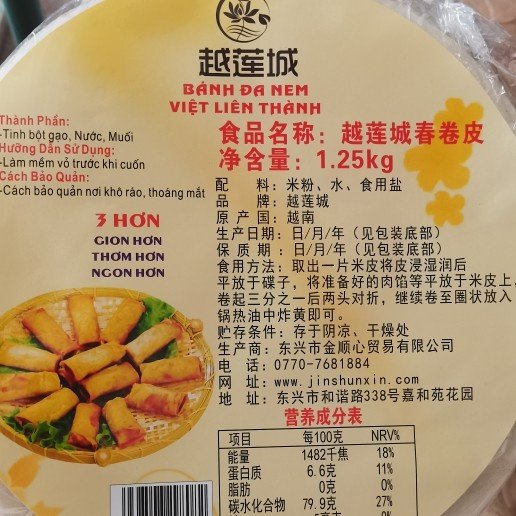 越莲城
BÁNH ĐA NEM
VIỆT LIÊN THÀNH
Thành Phần:
-Tinh bột gạo, Nước, Muối
Hướng Dẫn Sử Dụng:
-Làm mềm vỏ trước khi cuốn
Cách Bảo Quản:
-Cách bảo quản nơi khô ráo, thoáng mát
3 HƠN
GION HƠN
THƠM HƠN
NGON HƠN
食品名称：越莲城春卷皮
净含量：1.25kg
配 料：米粉、水、食用盐
品 牌：越莲城
原 产 国：越南
生产日期：日/月/年（见包装底部）
保 质 期：日/月/年（见包装底部）
食用方法：取出一片米皮将皮浸湿润后
平放于碟子，将准备好的肉馅等平放于米皮上，
卷起三分之一后两头对折，继续卷至圈状放入
锅热油中炸黄即可。
贮存条件：存于阴凉、干燥处
生产商：东兴市金顺心贸易有限公司
电 话：0770-7681884
网 址：www.jinshunxin.com
地 址：东兴市和谐路338号嘉和苑花园
营养成分表
项目 每100克 NRV%
能量 1482千焦 18%
蛋白质 6.6克 11%
脂肪 0克 0%
碳水化合物 79.9克 27%